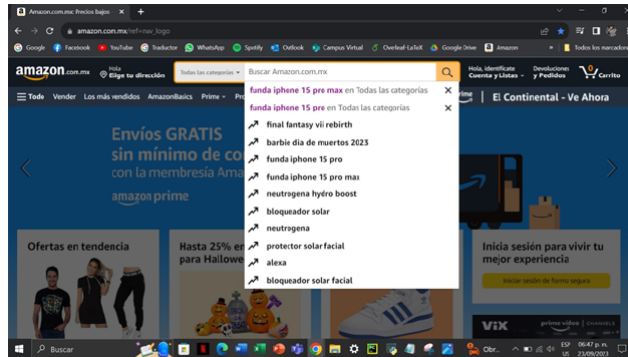 Amazon.com.mx: Precios bajos
amazon.com.mx/ref=nav_logo
Google Facebook YouTube Traductor WhatsApp Spotify Outlook Campus Virtual Overleaf-LaTeX Google Drive Amazon Todos los marcadores
amazon.com.mx
Hola
Elige tu dirección
Todas las categorías
Buscar Amazon.com.mx
Hola, identifícate
Cuenta y Listas
Devoluciones
y Pedidos
Carrito
Todo Vender Los más vendidos AmazonBasics Prime
El Continental - Ve Ahora
funda iphone 15 pro max en Todas las categorías
funda iphone 15 pro en Todas las categorías
final fantasy vii rebirth
barbie dia de muertos 2023
funda iphone 15 pro
funda iphone 15 pro max
neutrogena hydro boost
bloqueador solar
neutrogena
protector solar facial
alexa
bloqueador solar facial
Envíos GRATIS
sin mínimo de co
con la membresía Ama
amazon prime
Ofertas en tendencia
Hasta 25% en
para Hallowe
Inicia sesión para vivir tu
mejor experiencia
Iniciar sesión de forma segura
ViX
prime video | CHANNELS
Buscar
Obr...
ESP
US
06:47 p. m.
23/09/2023